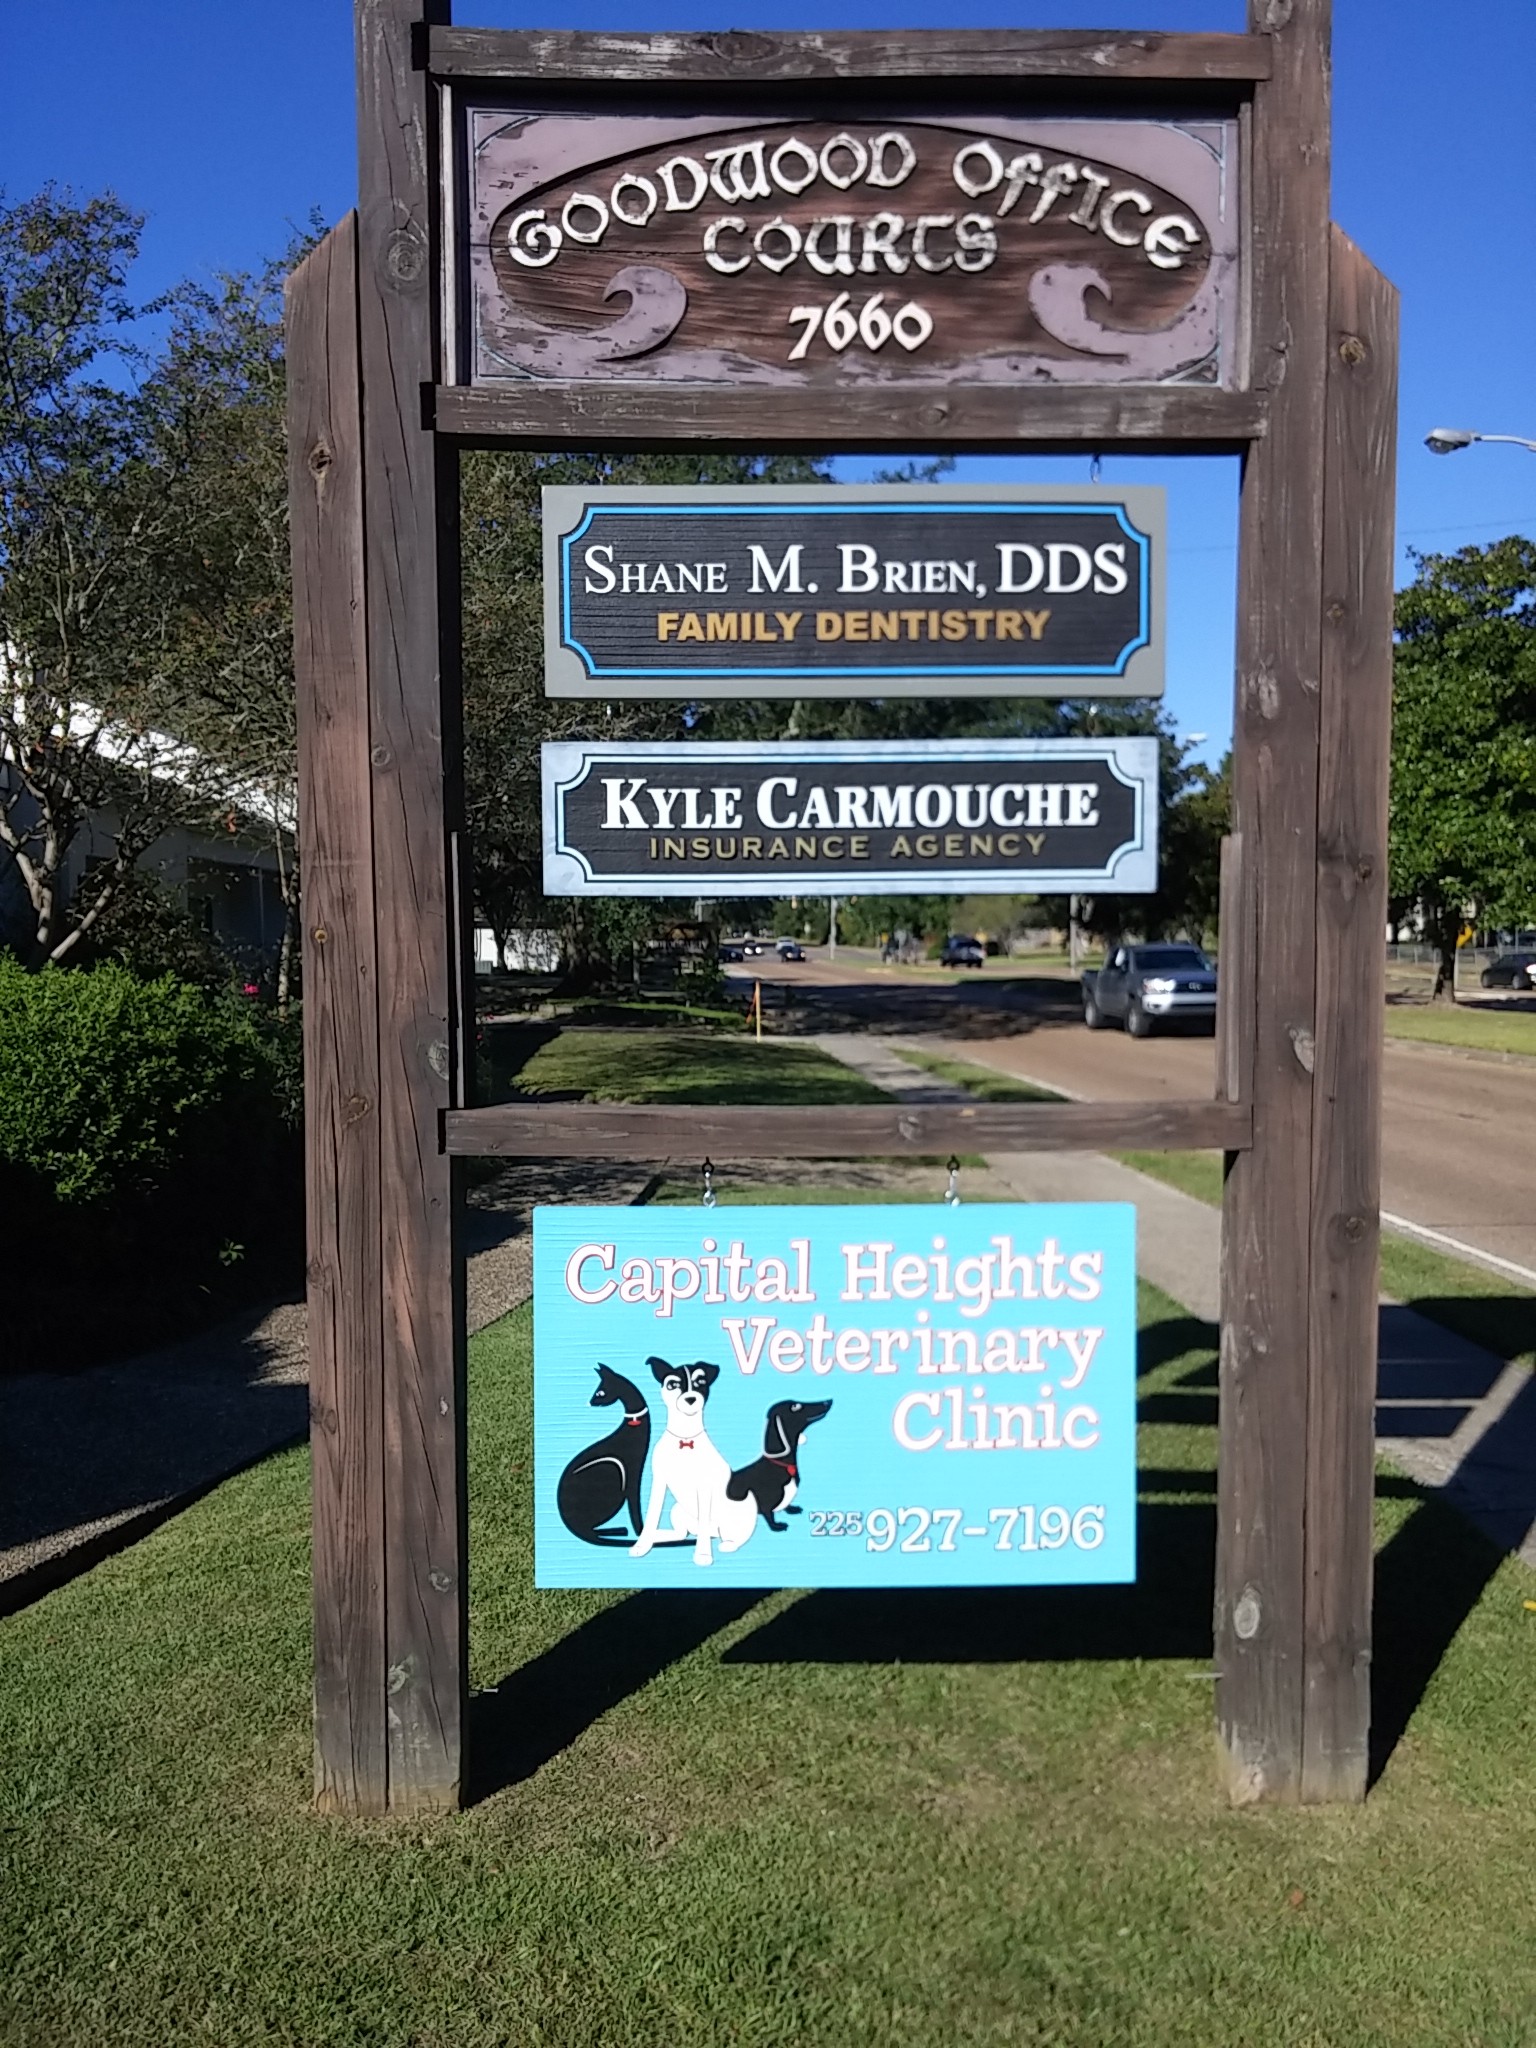 GOODWOOD OFFICE
COURTS
7660
SHANE M. BRIEN, DDS
FAMILY DENTISTRY
KYLE CARMOUCHE
INSURANCE AGENCY
Capital Heights
Veterinary
Clinic
225 927-7196